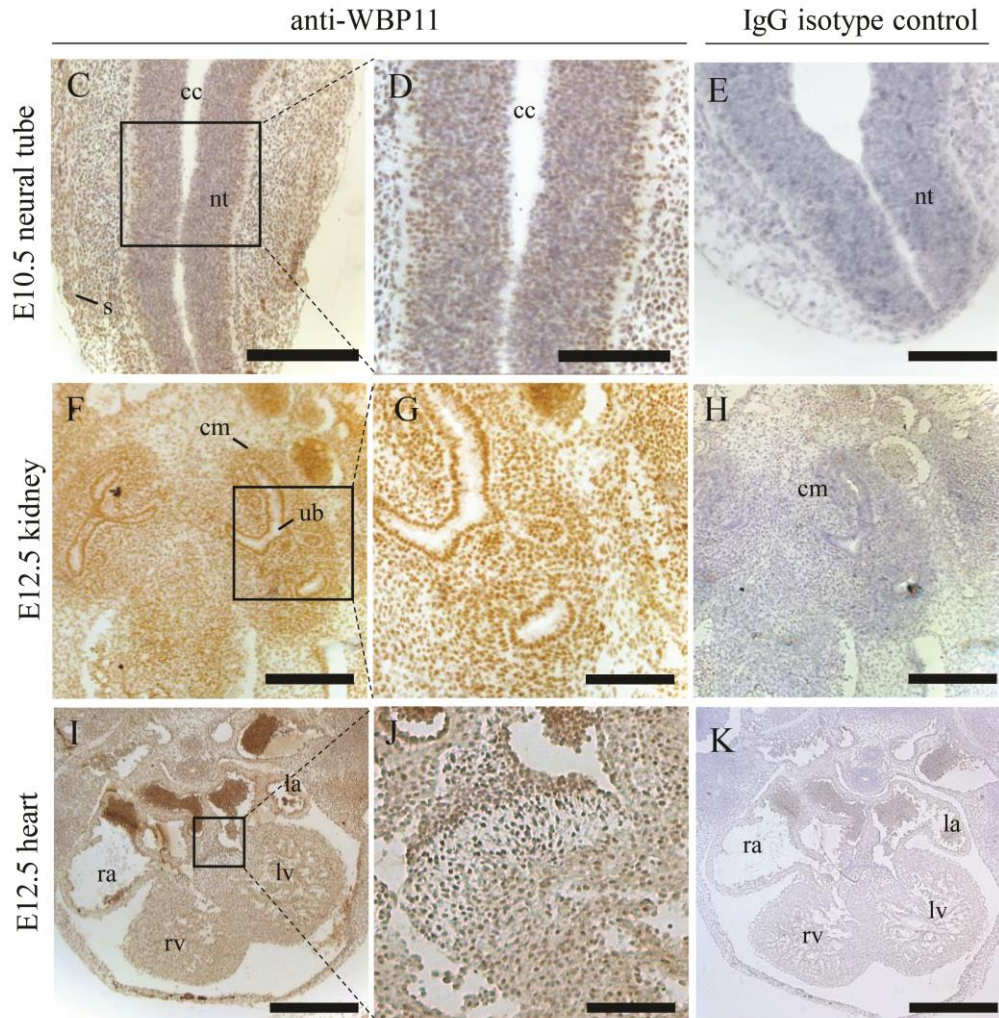 anti-WBP11
IgG isotype control
E10.5 neural tube
C
cc
nt
s
D
cc
E
nt
E12.5 kidney
F
cm
ub
G
H
cm
E12.5 heart
I
la
ra
lv
rv
J
K
la
ra
lv
rv